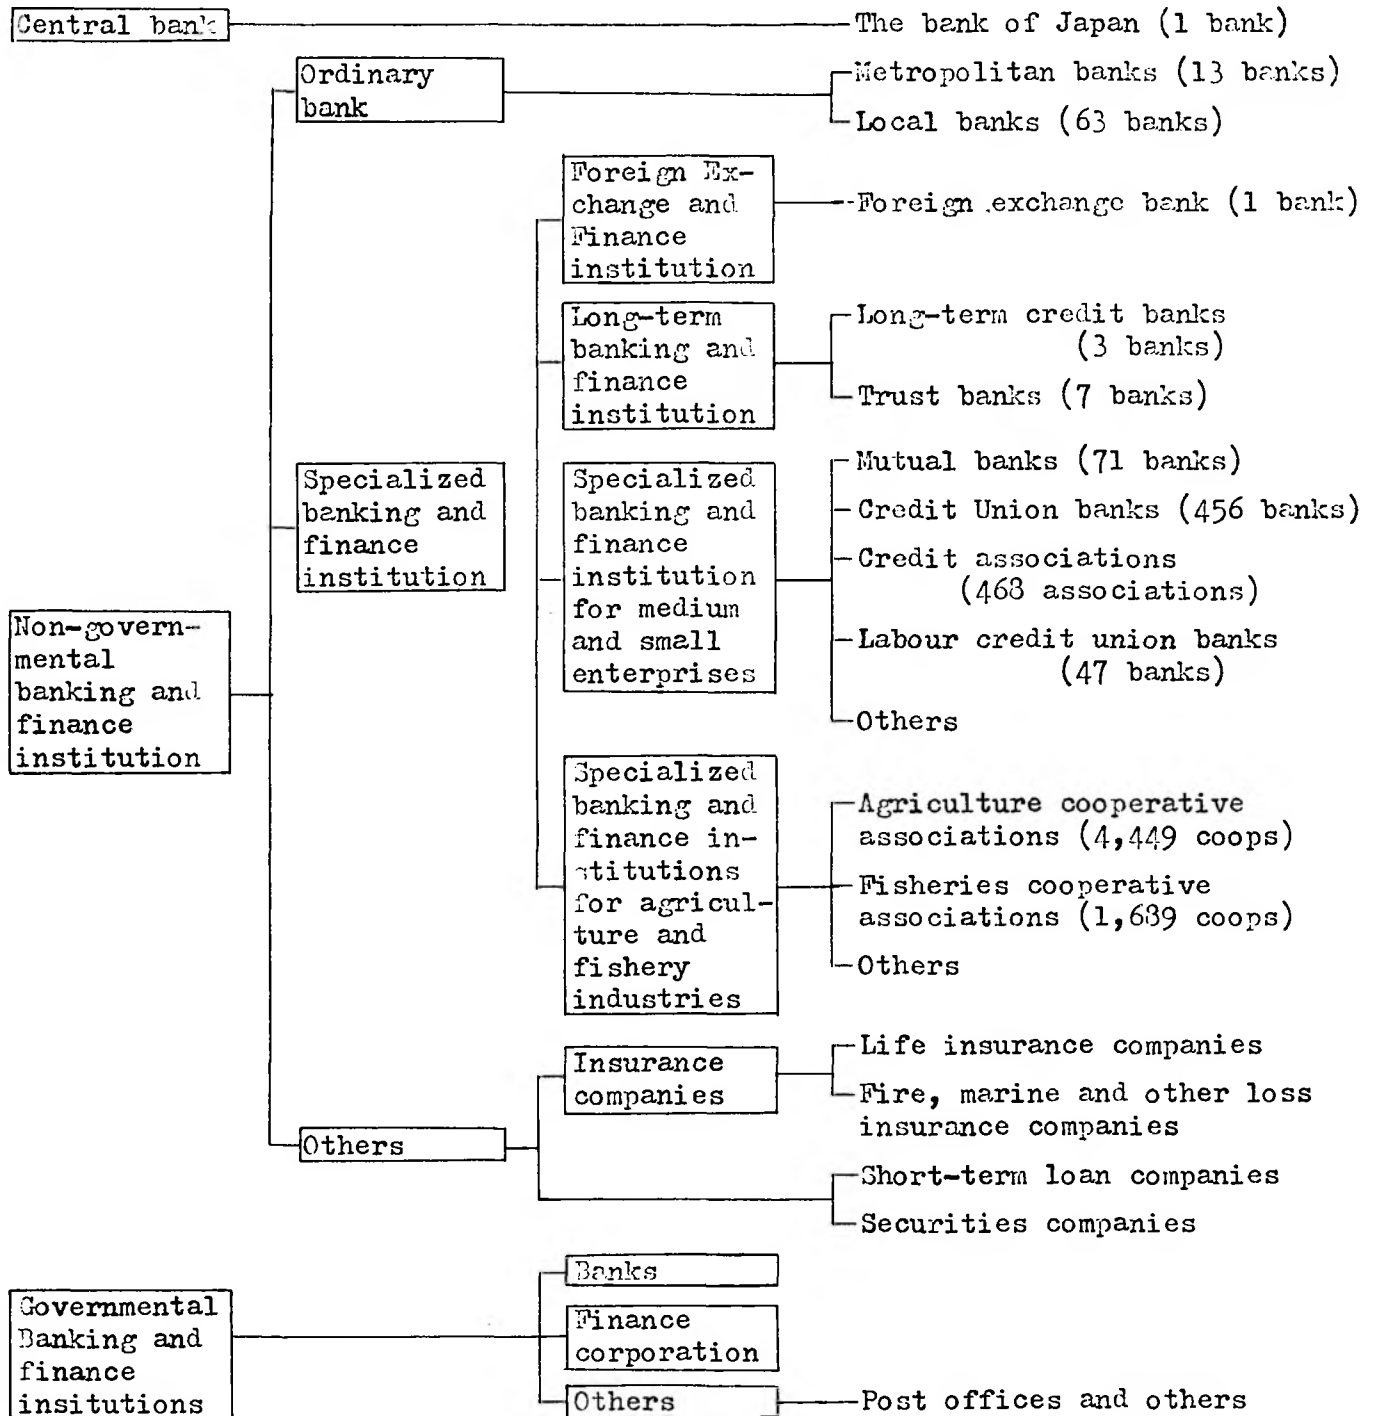 Central bank
The bank of Japan (1 bank)
Ordinary
bank
Metropolitan banks (13 banks)
Local banks (63 banks)
Foreign Ex-
change and
Finance
institution
Foreign exchange bank (1 bank)
Long-term
banking and
finance
institution
Long-term credit banks
(3 banks)
Trust banks (7 banks)
Specialized
banking and
finance
institution
Specialized
banking and
finance
institution
for medium
and small
enterprises
Mutual banks (71 banks)
Credit Union banks (456 banks)
Credit associations
(468 associations)
Labour credit union banks
(47 banks)
Others
Non-govern-
mental
banking and
finance
institution
Specialized
banking and
finance in-
stitutions
for agricul-
ture and
fishery
industries
Agriculture cooperative
associations (4,449 coops)
Fisheries cooperative
associations (1,689 coops)
Others
Others
Insurance
companies
Life insurance companies
Fire, marine and other loss
insurance companies
Short-term loan companies
Securities companies
Governmental
Banking and
finance
insitutions
Banks
Finance
corporation
Others
Post offices and others